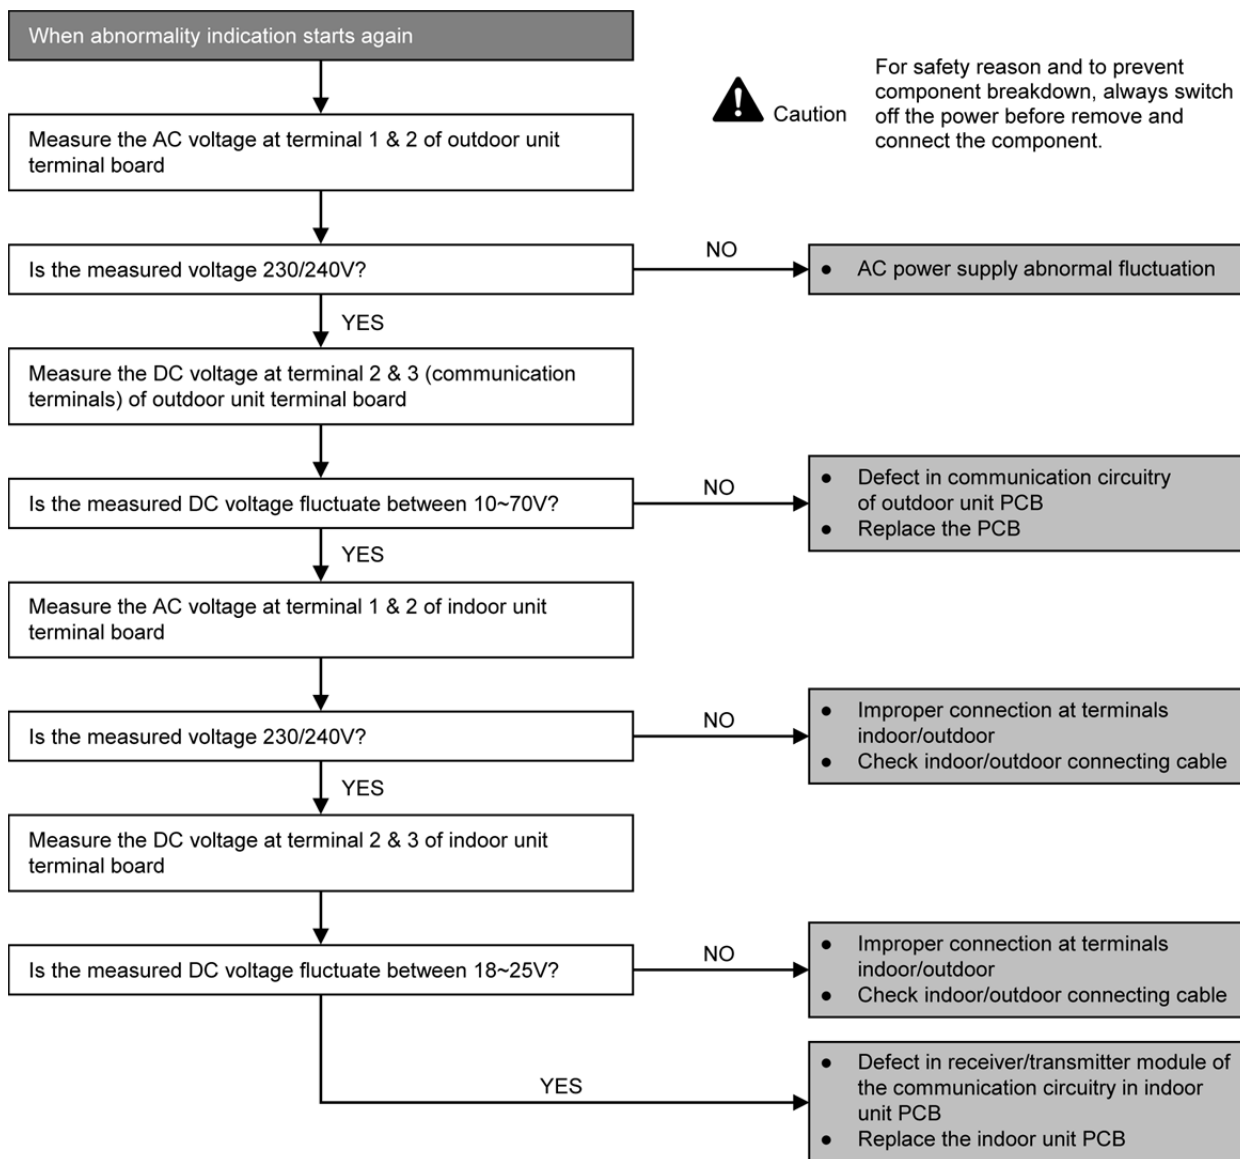 When abnormality indication starts again
For safety reason and to prevent
component breakdown, always switch
off the power before remove and
connect the component.
Caution
Measure the AC voltage at terminal 1 & 2 of outdoor unit
terminal board
Is the measured voltage 230/240V?
NO
● AC power supply abnormal fluctuation
YES
Measure the DC voltage at terminal 2 & 3 (communication
terminals) of outdoor unit terminal board
Is the measured DC voltage fluctuate between 10~70V?
NO
● Defect in communication circuitry
of outdoor unit PCB
● Replace the PCB
YES
Measure the AC voltage at terminal 1 & 2 of indoor unit
terminal board
Is the measured voltage 230/240V?
NO
● Improper connection at terminals
indoor/outdoor
● Check indoor/outdoor connecting cable
YES
Measure the DC voltage at terminal 2 & 3 of indoor unit
terminal board
Is the measured DC voltage fluctuate between 18~25V?
NO
● Improper connection at terminals
indoor/outdoor
● Check indoor/outdoor connecting cable
YES
● Defect in receiver/transmitter module of
the communication circuitry in indoor
unit PCB
● Replace the indoor unit PCB